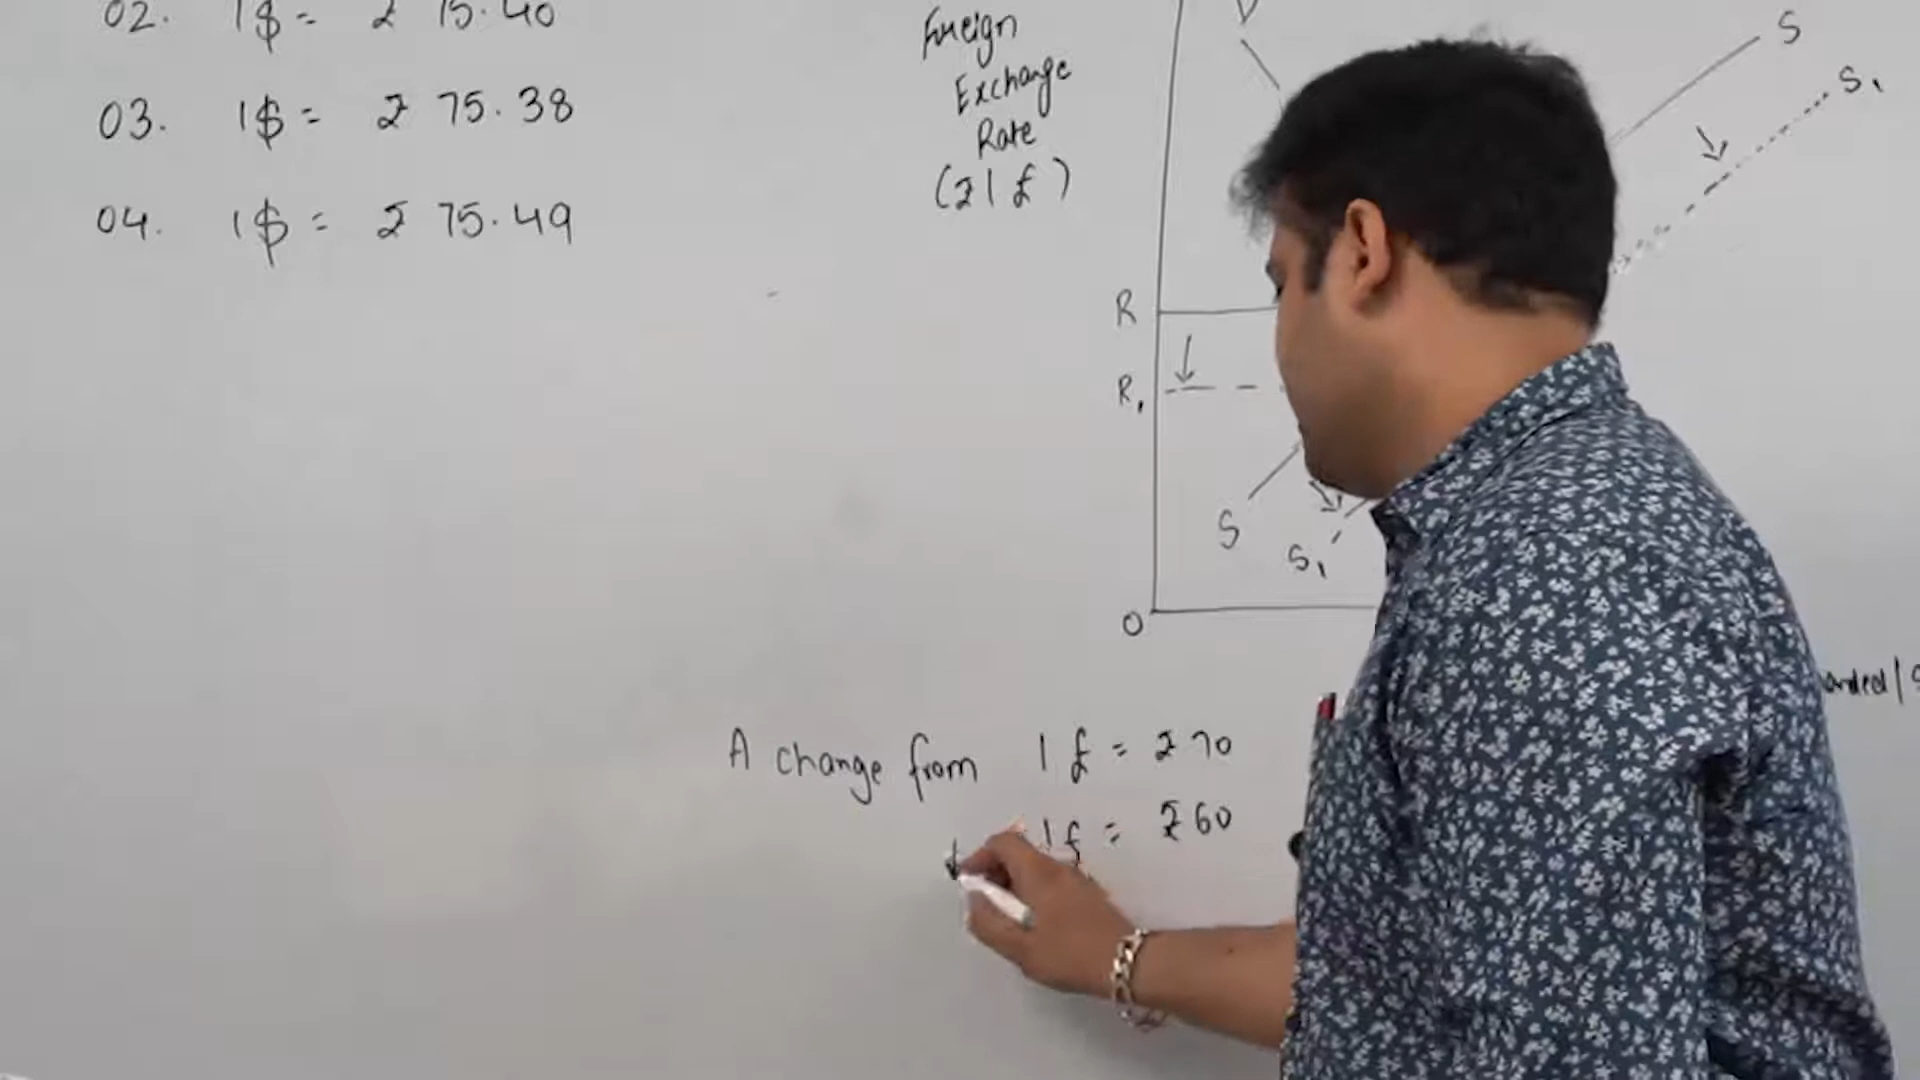 02. 1$ = ₹ 75.40
03. 1$ = ₹ 75.38
04. 1$ = ₹ 75.49
Foreign
Exchange
Rate
(₹/£)
D
S
S₁
R
R₁
S
S₁
O
A change from 1£ = ₹70
1£ = ₹60